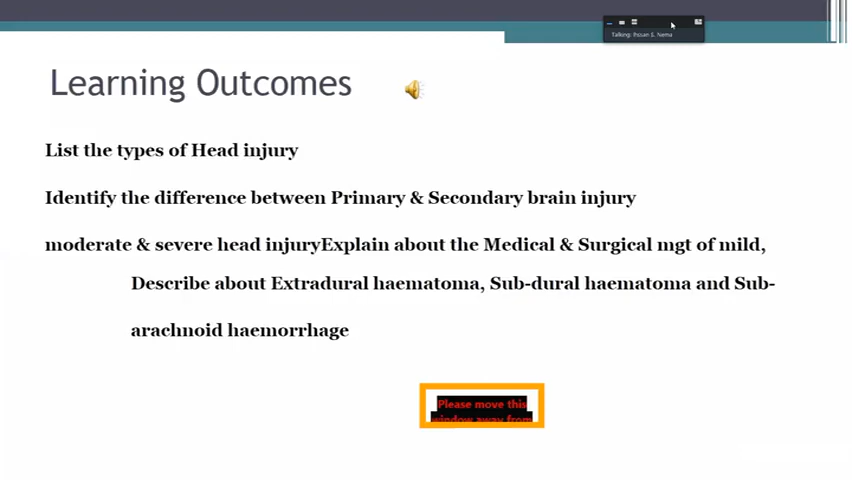 Talking:
Learning Outcomes
List the types of Head injury
Identify the difference between Primary & Secondary brain injury
moderate & severe head injuryExplain about the Medical & Surgical mgt of mild,
Describe about Extradural haematoma, Sub-dural haematoma and Sub-
arachnoid haemorrhage
Please move this
window away from